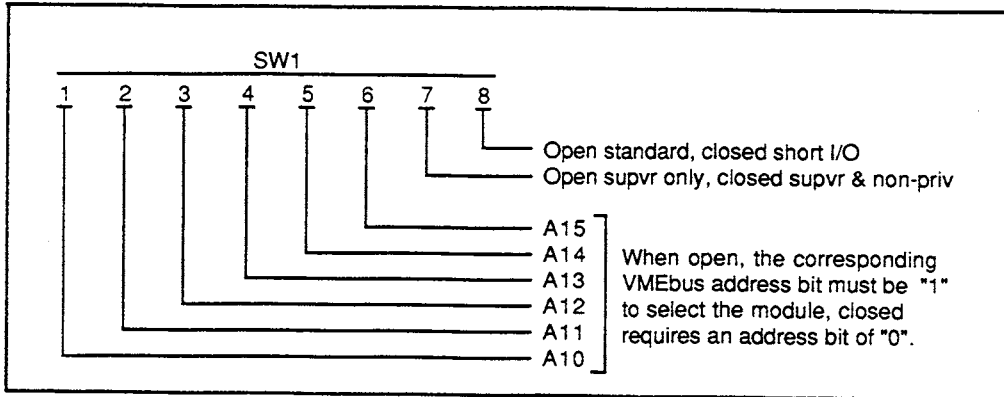 SW1
1 2 3 4 5 6 7 8
Open standard, closed short I/O
Open supvr only, closed supvr & non-priv
A15
A14
A13
A12
A11
A10
When open, the corresponding
VMEbus address bit must be "1"
to select the module, closed
requires an address bit of "0".